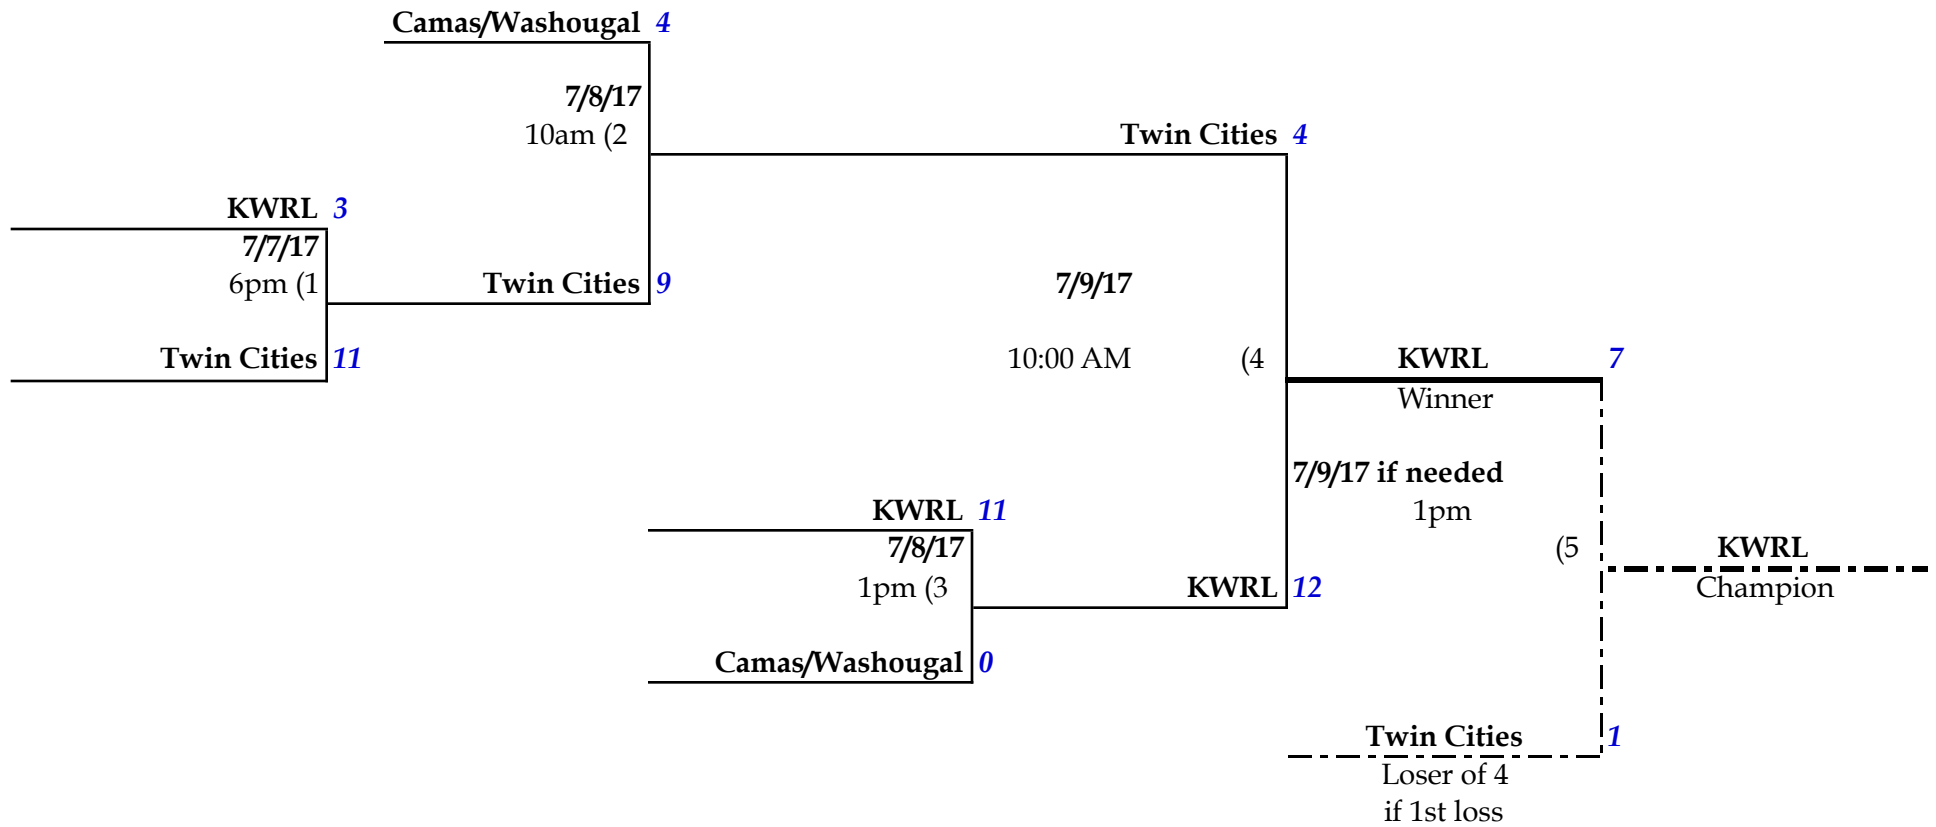 Camas/Washougal 4
7/8/17
10am (2
Twin Cities 4
KWRL 3
7/7/17
6pm (1
Twin Cities 9
7/9/17
Twin Cities 11
10:00 AM (4
KWRL 7
Winner
7/9/17 if needed
1pm
KWRL 11
7/8/17
(5
KWRL
1pm (3
KWRL 12
Champion
Camas/Washougal 0
Twin Cities 1
Loser of 4
if 1st loss